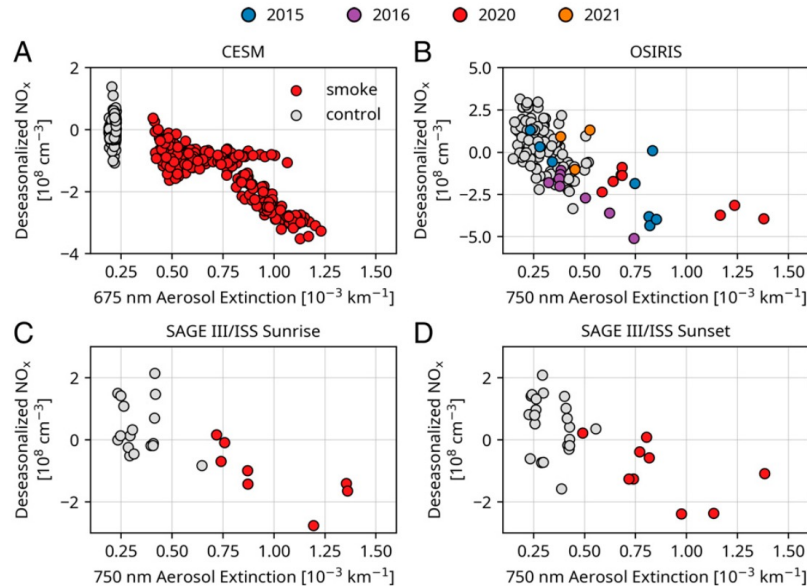 2015 2016 2020 2021
A CESM
Deseasonalized NOₓ
[10⁸ cm⁻³]
2
0
−2
−4
smoke
control
0.25 0.50 0.75 1.00 1.25 1.50
675 nm Aerosol Extinction [10⁻³ km⁻¹]
B OSIRIS
Deseasonalized NOₓ
[10⁸ cm⁻³]
5.0
2.5
0.0
−2.5
−5.0
0.25 0.50 0.75 1.00 1.25 1.50
750 nm Aerosol Extinction [10⁻³ km⁻¹]
C SAGE III/ISS Sunrise
Deseasonalized NOₓ
[10⁸ cm⁻³]
2
0
−2
0.25 0.50 0.75 1.00 1.25 1.50
750 nm Aerosol Extinction [10⁻³ km⁻¹]
D SAGE III/ISS Sunset
Deseasonalized NOₓ
[10⁸ cm⁻³]
2
0
−2
0.25 0.50 0.75 1.00 1.25 1.50
750 nm Aerosol Extinction [10⁻³ km⁻¹]